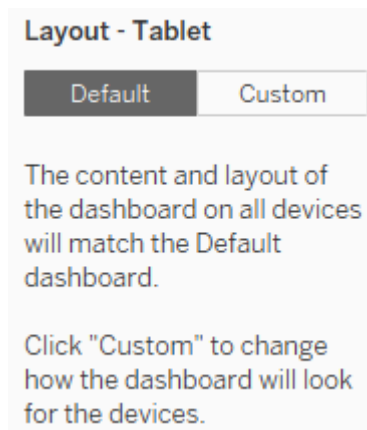 Layout - Tablet
Default
Custom
The content and layout of
the dashboard on all devices
will match the Default
dashboard.
Click "Custom" to change
how the dashboard will look
for the devices.